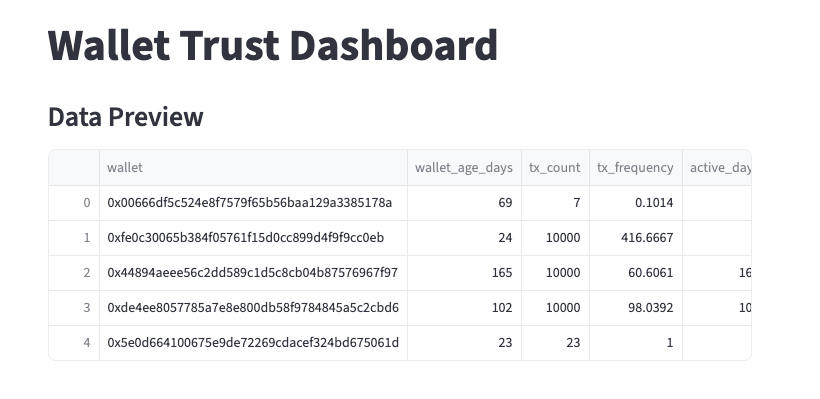 Wallet Trust Dashboard
Data Preview
wallet wallet_age_days tx_count tx_frequency active_day
0 0x00666df5c524e8f7579f65b56baa129a3385178a 69 7 0.1014
1 0xfe0c30065b384f05761f15d0cc899d4f9f9cc0eb 24 10000 416.6667
2 0x44894aeee56c2dd589c1d5c8cb04b87576967f97 165 10000 60.6061 16
3 0xde4ee8057785a7e8e800db58f9784845a5c2cbd6 102 10000 98.0392 10
4 0x5e0d664100675e9de72269cdacef324bd675061d 23 23 1